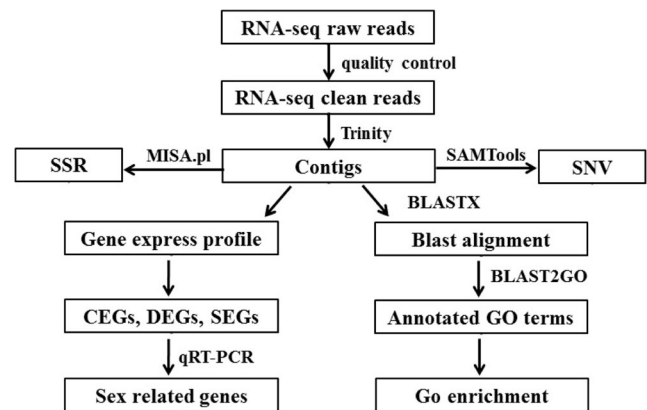 RNA-seq raw reads
quality control
RNA-seq clean reads
Trinity
SSR
MISA.pl
Contigs
SAMTools
SNV
BLASTX
Gene express profile
Blast alignment
BLAST2GO
CEGs, DEGs, SEGs
Annotated GO terms
qRT-PCR
Sex related genes
Go enrichment